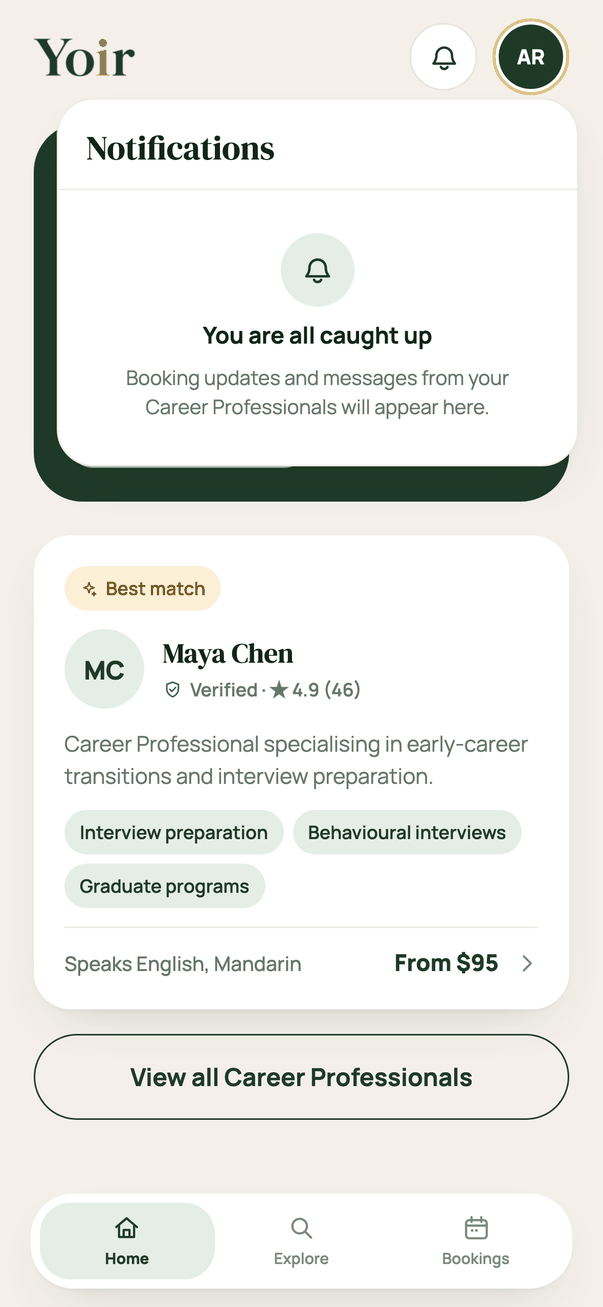 Yoir
AR
Notifications
You are all caught up
Booking updates and messages from your
Career Professionals will appear here.
Best match
MC
Maya Chen
Verified · ★ 4.9 (46)
Career Professional specialising in early-career
transitions and interview preparation.
Interview preparation
Behavioural interviews
Graduate programs
Speaks English, Mandarin
From $95
View all Career Professionals
Home
Explore
Bookings